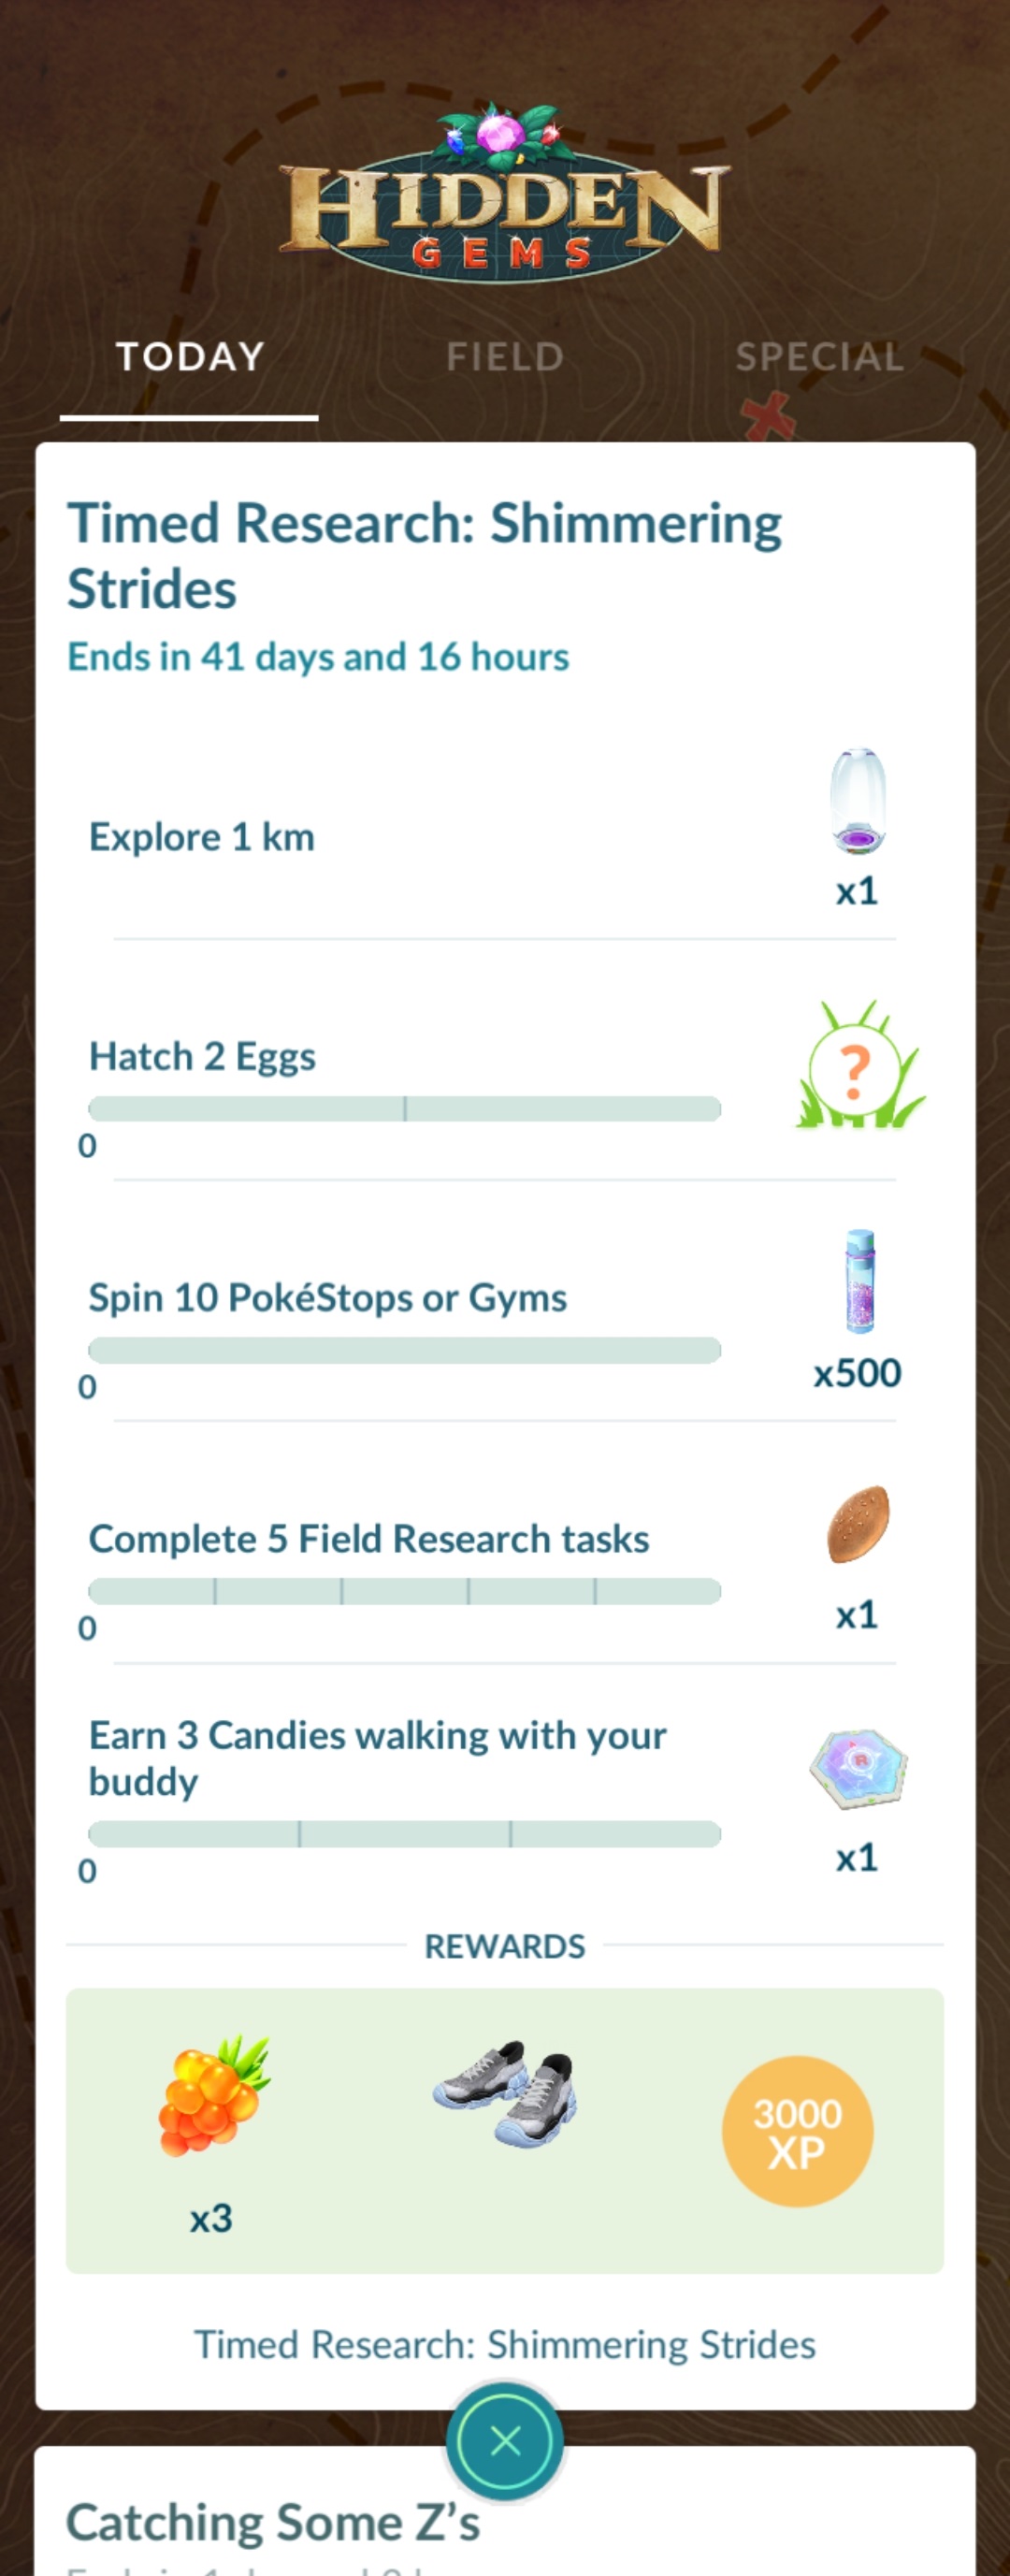 HIDDEN
GEMS
TODAY
FIELD
SPECIAL
Timed Research: Shimmering
Strides
Ends in 41 days and 16 hours
Explore 1 km
x1
Hatch 2 Eggs
?
0
Spin 10 PokéStops or Gyms
0
x500
Complete 5 Field Research tasks
0
x1
Earn 3 Candies walking with your
buddy
0
x1
REWARDS
x3
3000
XP
Timed Research: Shimmering Strides
Catching Some Z’s